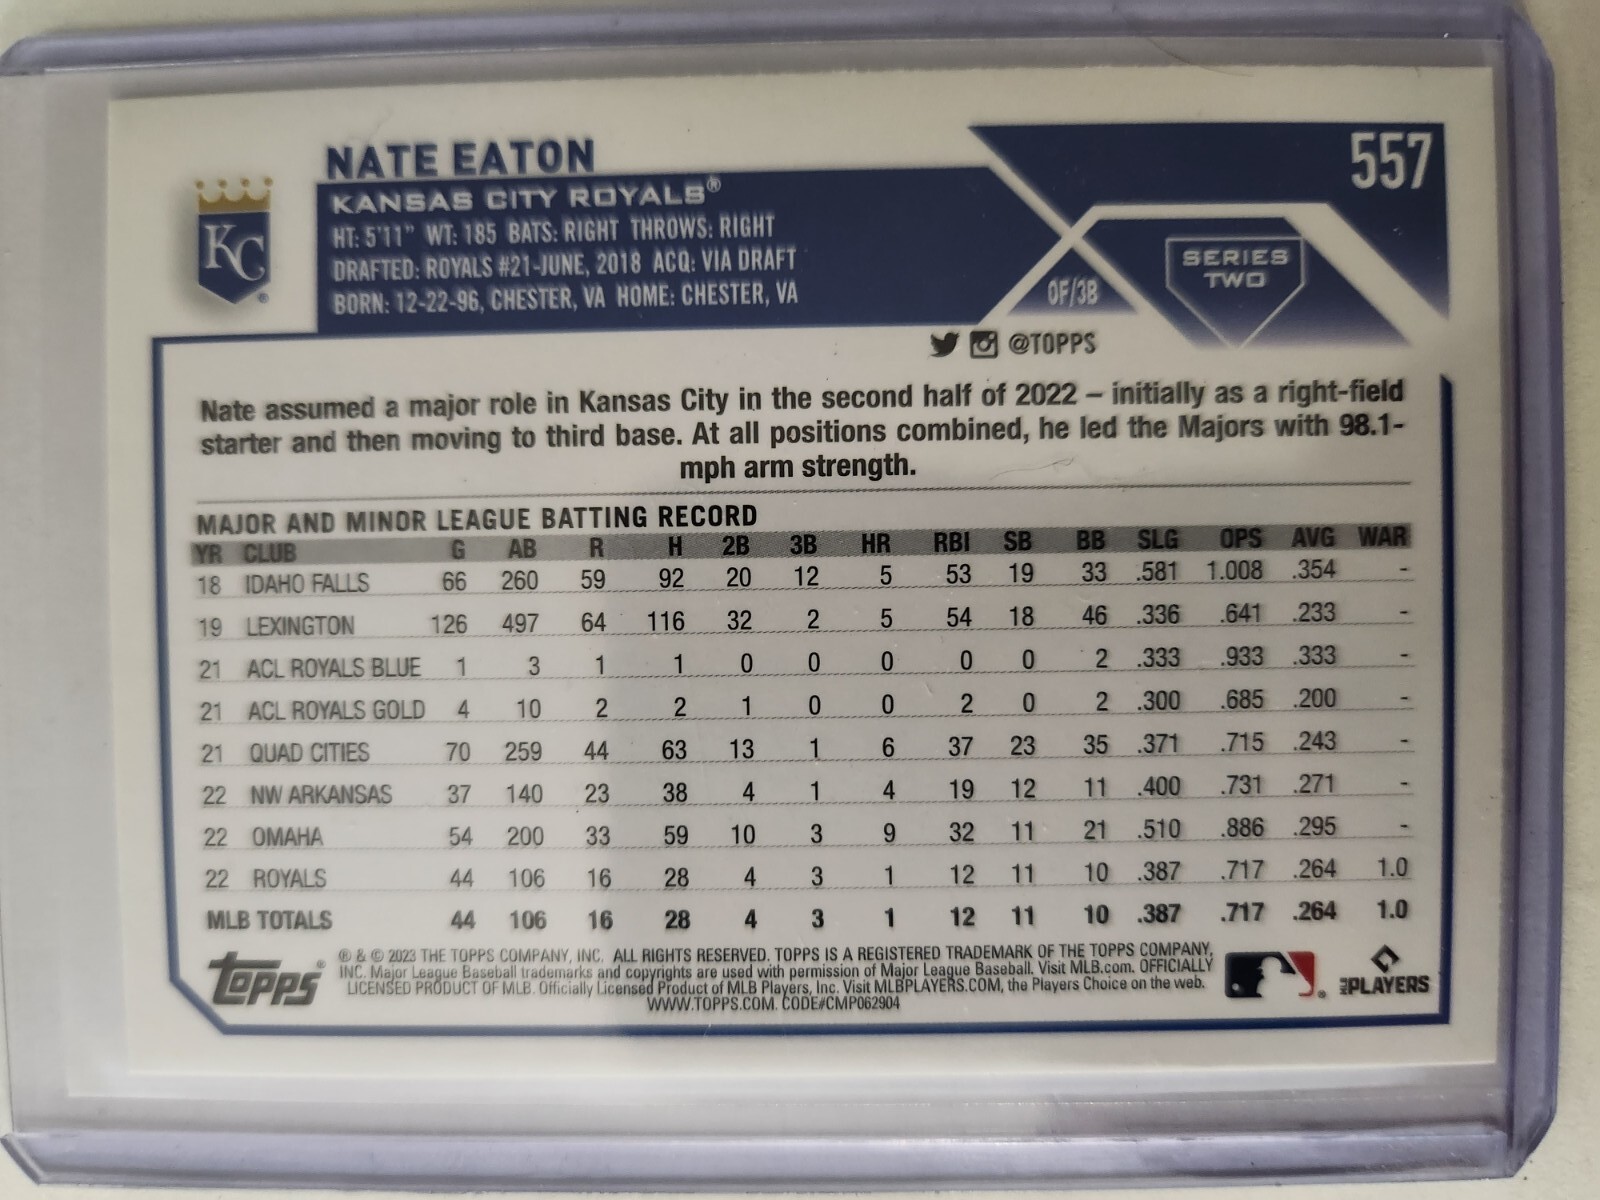 NATE EATON
557
KANSAS CITY ROYALS®
KC
HT: 5'11" WT: 185 BATS: RIGHT THROWS: RIGHT
DRAFTED: ROYALS #21-JUNE, 2018 ACQ: VIA DRAFT
BORN: 12-22-96, CHESTER, VA HOME: CHESTER, VA
OF/3B
SERIES
TWO
@TOPPS
Nate assumed a major role in Kansas City in the second half of 2022 – initially as a right-field
starter and then moving to third base. At all positions combined, he led the Majors with 98.1-
mph arm strength.
MAJOR AND MINOR LEAGUE BATTING RECORD
YR CLUB G AB R H 2B 3B HR RBI SB BB SLG OPS AVG WAR
18 IDAHO FALLS 66 260 59 92 20 12 5 53 19 33 .581 1.008 .354 -
19 LEXINGTON 126 497 64 116 32 2 5 54 18 46 .336 .641 .233 -
21 ACL ROYALS BLUE 1 3 1 1 0 0 0 0 0 2 .333 .933 .333 -
21 ACL ROYALS GOLD 4 10 2 2 1 0 0 2 0 2 .300 .685 .200 -
21 QUAD CITIES 70 259 44 63 13 1 6 37 23 35 .371 .715 .243 -
22 NW ARKANSAS 37 140 23 38 4 1 4 19 12 11 .400 .731 .271 -
22 OMAHA 54 200 33 59 10 3 9 32 11 21 .510 .886 .295 -
22 ROYALS 44 106 16 28 4 3 1 12 11 10 .387 .717 .264 1.0
MLB TOTALS 44 106 16 28 4 3 1 12 11 10 .387 .717 .264 1.0
Topps®
® & © 2023 THE TOPPS COMPANY, INC. ALL RIGHTS RESERVED. TOPPS IS A REGISTERED TRADEMARK OF THE TOPPS COMPANY,
INC. Major League Baseball trademarks and copyrights are used with permission of Major League Baseball. Visit MLB.com. OFFICIALLY
LICENSED PRODUCT OF MLB. Officially Licensed Product of MLB Players, Inc. Visit MLBPLAYERS.COM, the Players Choice on the web.
WWW.TOPPS.COM. CODE#CMP062904
MLB PLAYERS